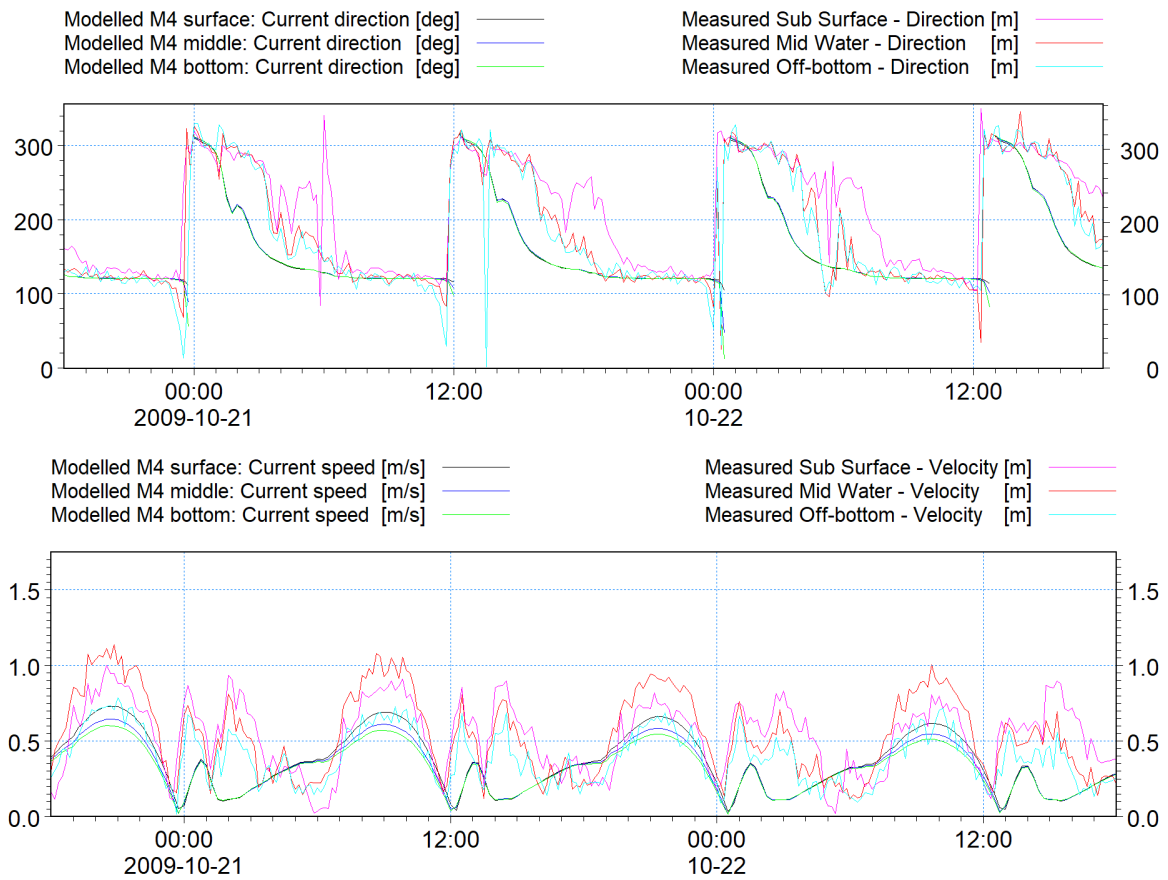 Modelled M4 surface: Current direction [deg] Measured Sub Surface - Direction [m]
Modelled M4 middle: Current direction [deg] Measured Mid Water - Direction [m]
Modelled M4 bottom: Current direction [deg] Measured Off-bottom - Direction [m]
300 300
200 200
100 100
0 0
00:00 12:00 00:00 12:00
2009-10-21 10-22
Modelled M4 surface: Current speed [m/s] Measured Sub Surface - Velocity [m]
Modelled M4 middle: Current speed [m/s] Measured Mid Water - Velocity [m]
Modelled M4 bottom: Current speed [m/s] Measured Off-bottom - Velocity [m]
1.5 1.5
1.0 1.0
0.5 0.5
0.0 0.0
00:00 12:00 00:00 12:00
2009-10-21 10-22